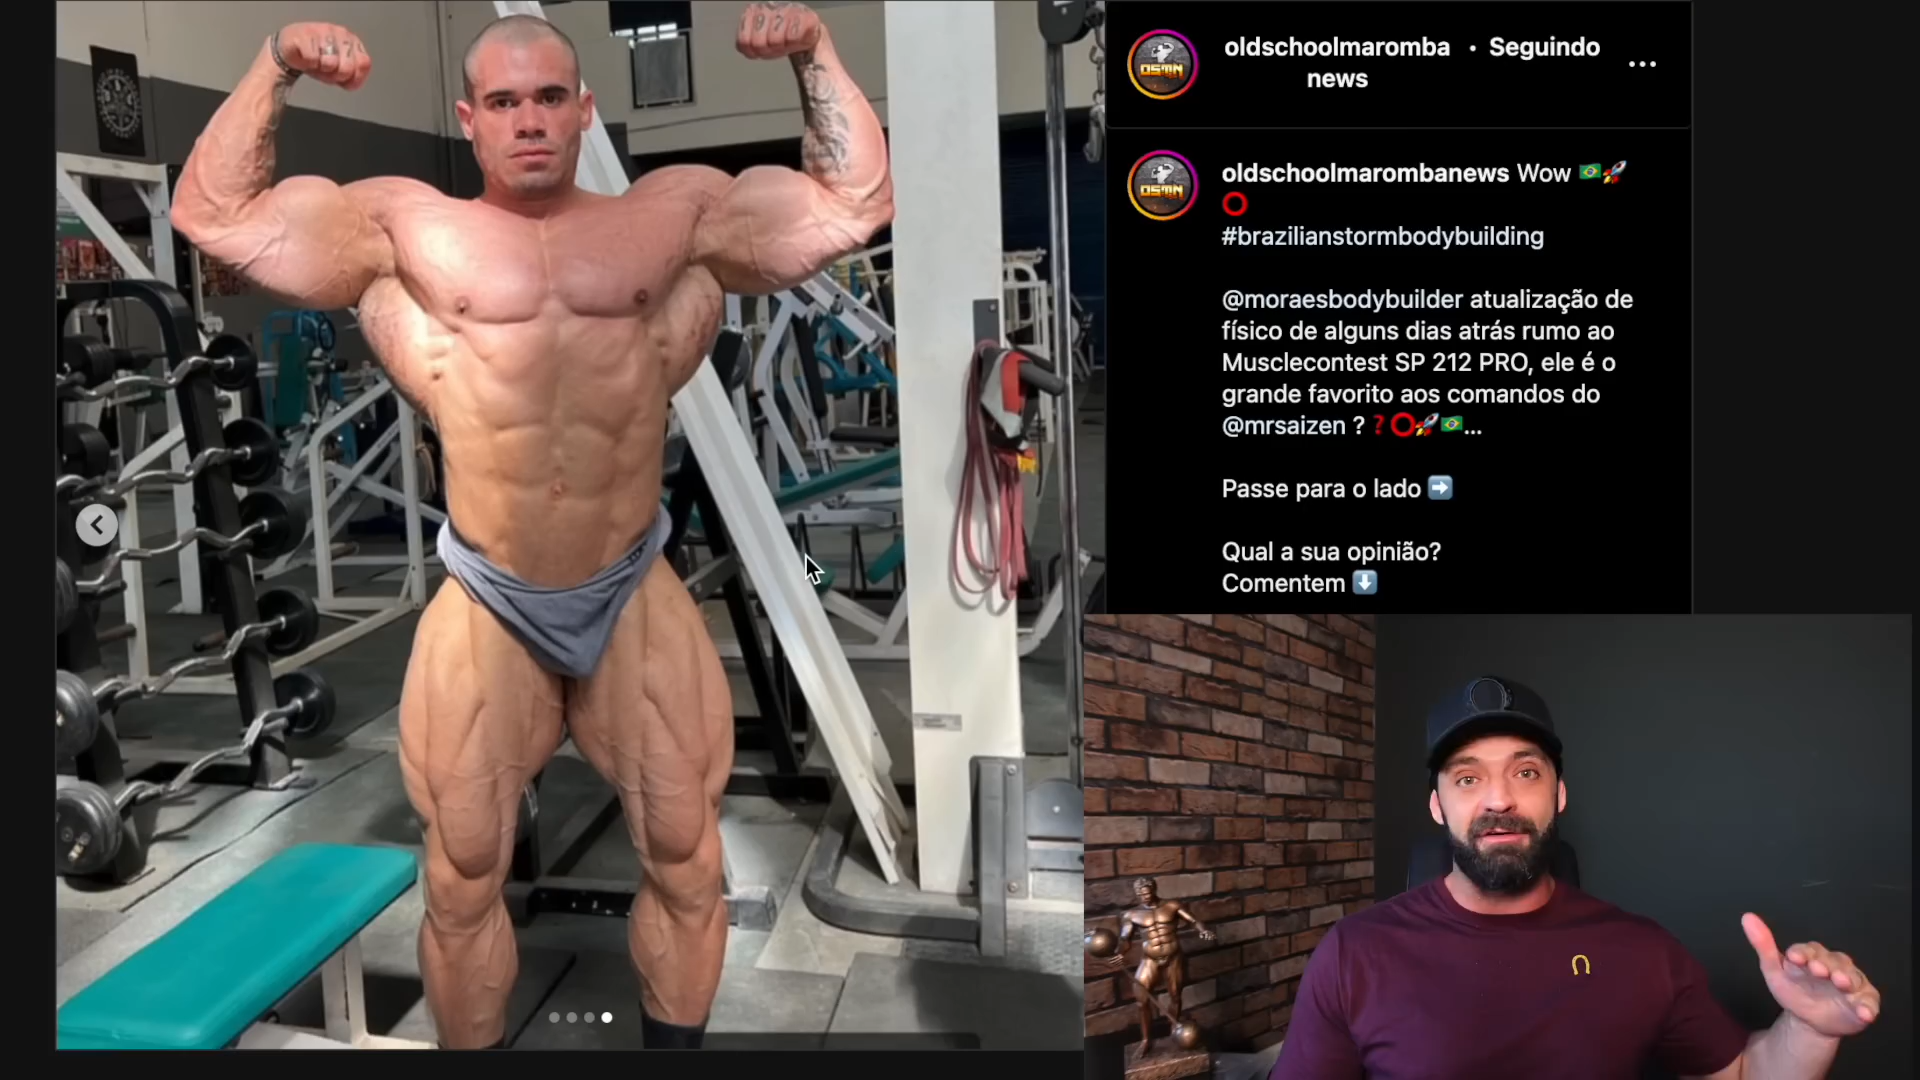 oldschoolmaromba • Seguindo
news
oldschoolmarombanews Wow 🇧🇷🚀
⭕
#brazilianstormbodybuilding
@moraesbodybuilder atualização de
físico de alguns dias atrás rumo ao
Musclecontest SP 212 PRO, ele é o
grande favorito aos comandos do
@mrsaizen ? ❓⭕🚀🇧🇷...
Passe para o lado ➡️
Qual a sua opinião?
Comentem ⬇️